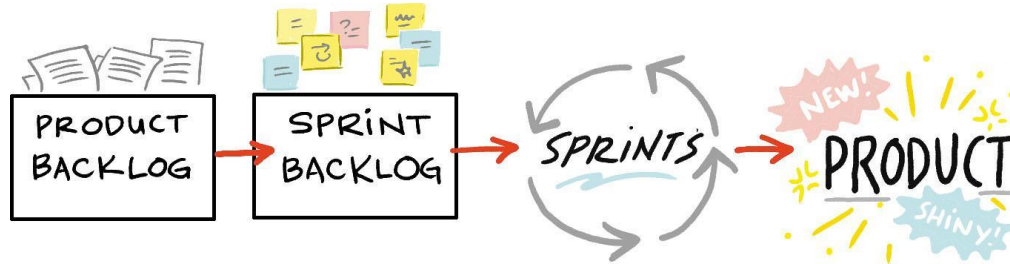 PRODUCT
BACKLOG
?
SPRINT
BACKLOG
SPRINTS
NEW!
PRODUCT
SHINY!